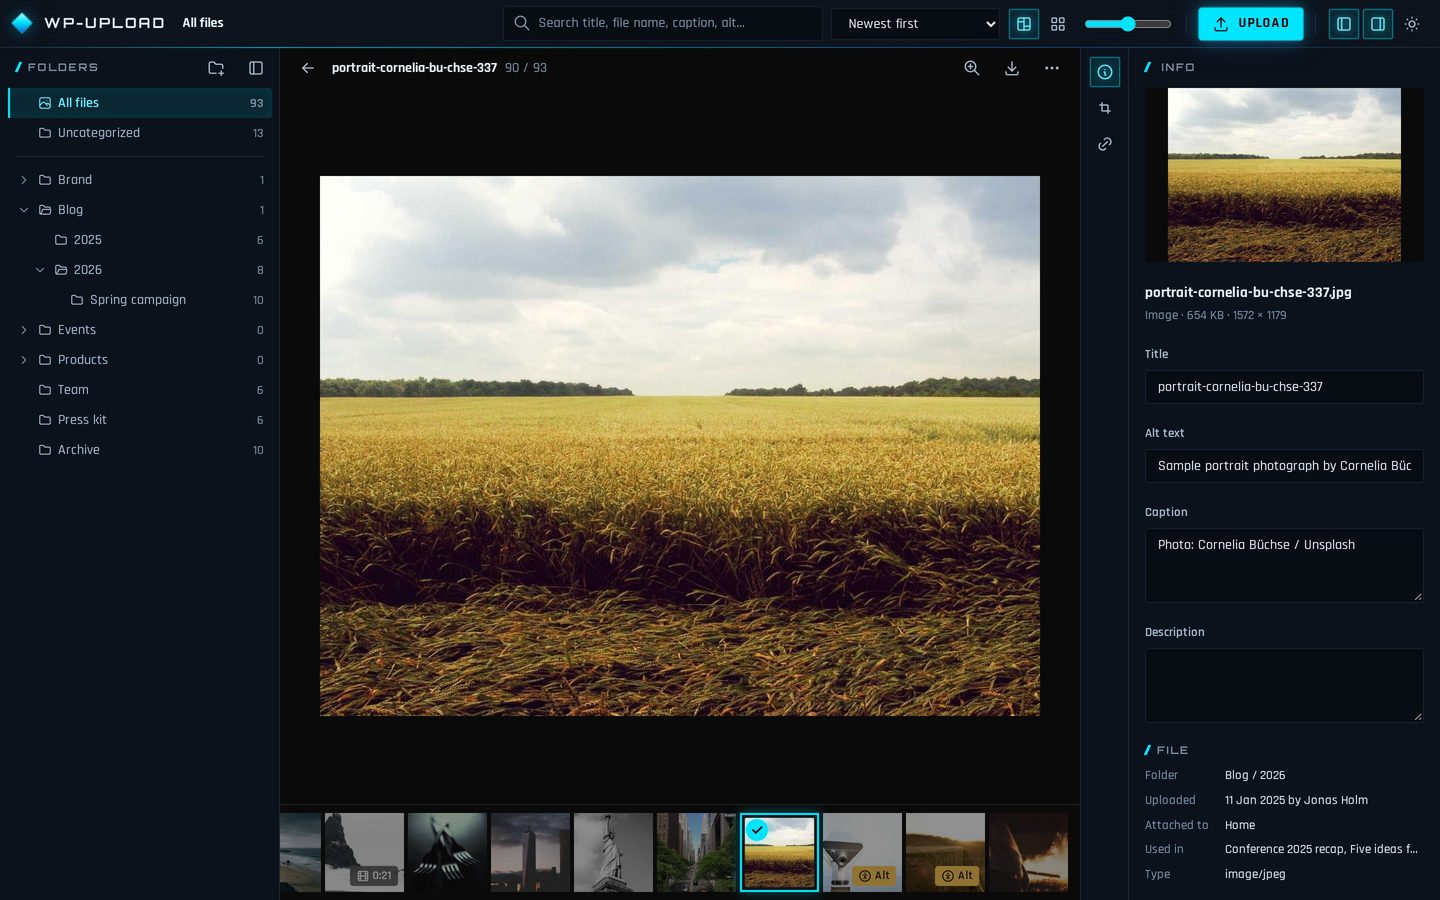 WP-UPLOAD All files Search title, file name, caption, alt... Newest first UPLOAD
FOLDERS
All files 93
Uncategorized 13
Brand 1
Blog 1
2025 6
2026 8
Spring campaign 10
Events 0
Products 0
Team 6
Press kit 6
Archive 10
portrait-cornelia-bu-chse-337 90 / 93
0:21
Alt
Alt
INFO
portrait-cornelia-bu-chse-337.jpg
Image · 654 KB · 1572 × 1179
Title
portrait-cornelia-bu-chse-337
Alt text
Sample portrait photograph by Cornelia Büc
Caption
Photo: Cornelia Büchse / Unsplash
Description
FILE
Folder Blog / 2026
Uploaded 11 Jan 2025 by Jonas Holm
Attached to Home
Used in Conference 2025 recap, Five ideas f...
Type image/jpeg